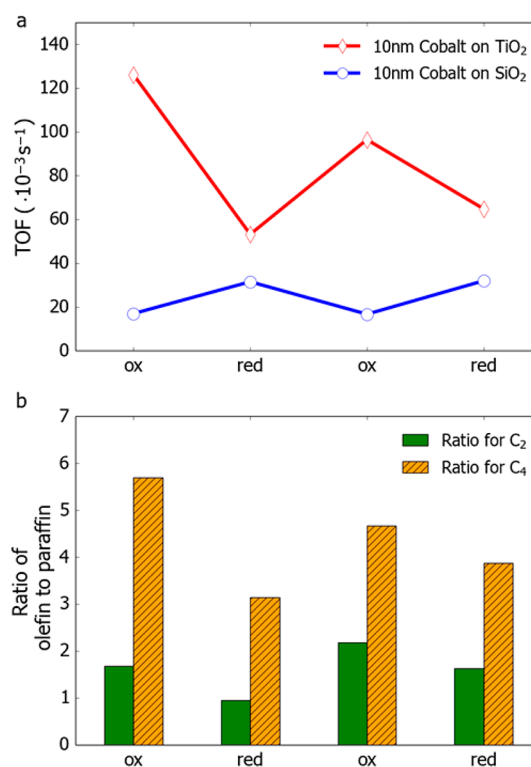 a
140
120
100
80
60
40
20
0
TOF ( ·10⁻³s⁻¹)
10nm Cobalt on TiO₂
10nm Cobalt on SiO₂
ox red ox red
b
7
6
5
4
3
2
1
0
Ratio of
olefin to paraffin
Ratio for C₂
Ratio for C₄
ox red ox red